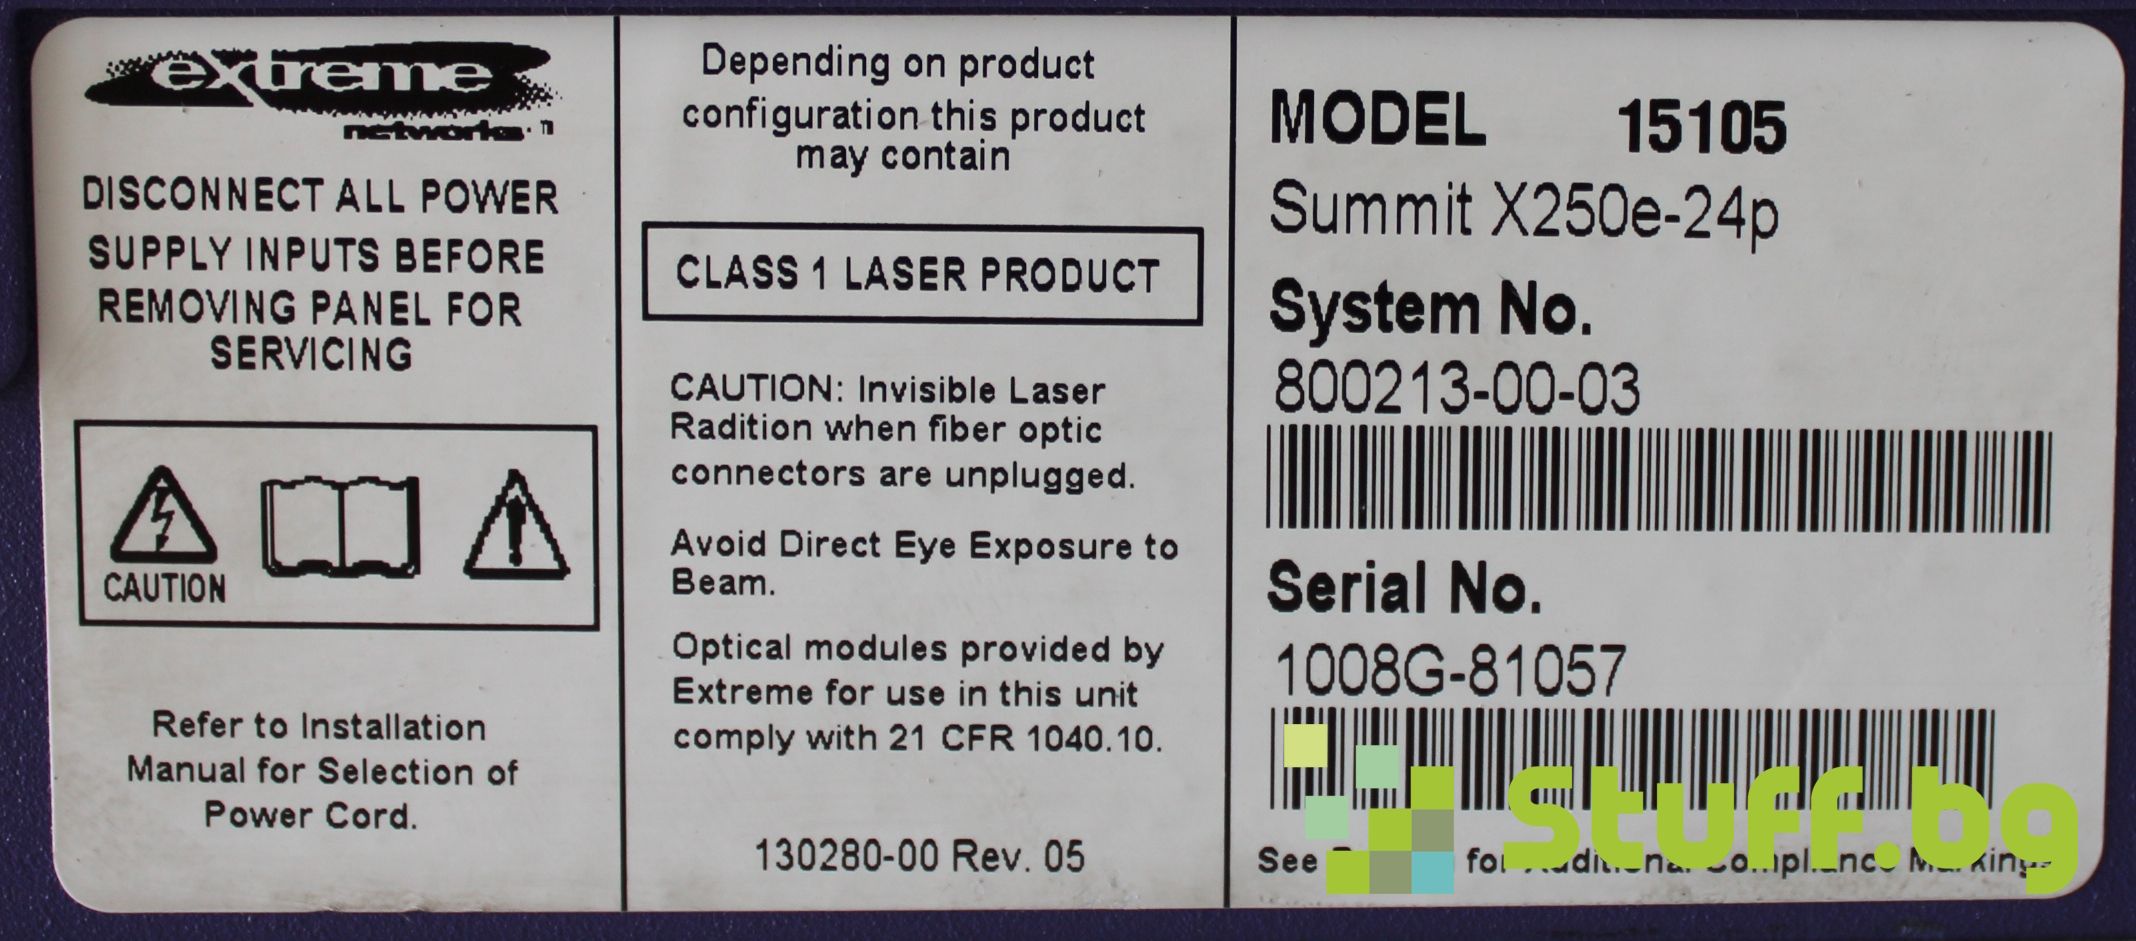 extreme
networks
DISCONNECT ALL POWER
SUPPLY INPUTS BEFORE
REMOVING PANEL FOR
SERVICING
CAUTION
Refer to Installation
Manual for Selection of
Power Cord.
Depending on product
configuration this product
may contain
CLASS 1 LASER PRODUCT
CAUTION: Invisible Laser
Radition when fiber optic
connectors are unplugged.
Avoid Direct Eye Exposure to
Beam.
Optical modules provided by
Extreme for use in this unit
comply with 21 CFR 1040.10.
130280-00 Rev. 05
MODEL 15105
Summit X250e-24p
System No.
800213-00-03
Serial No.
1008G-81057
See for Additional Compliance Markings
Stuff.bg